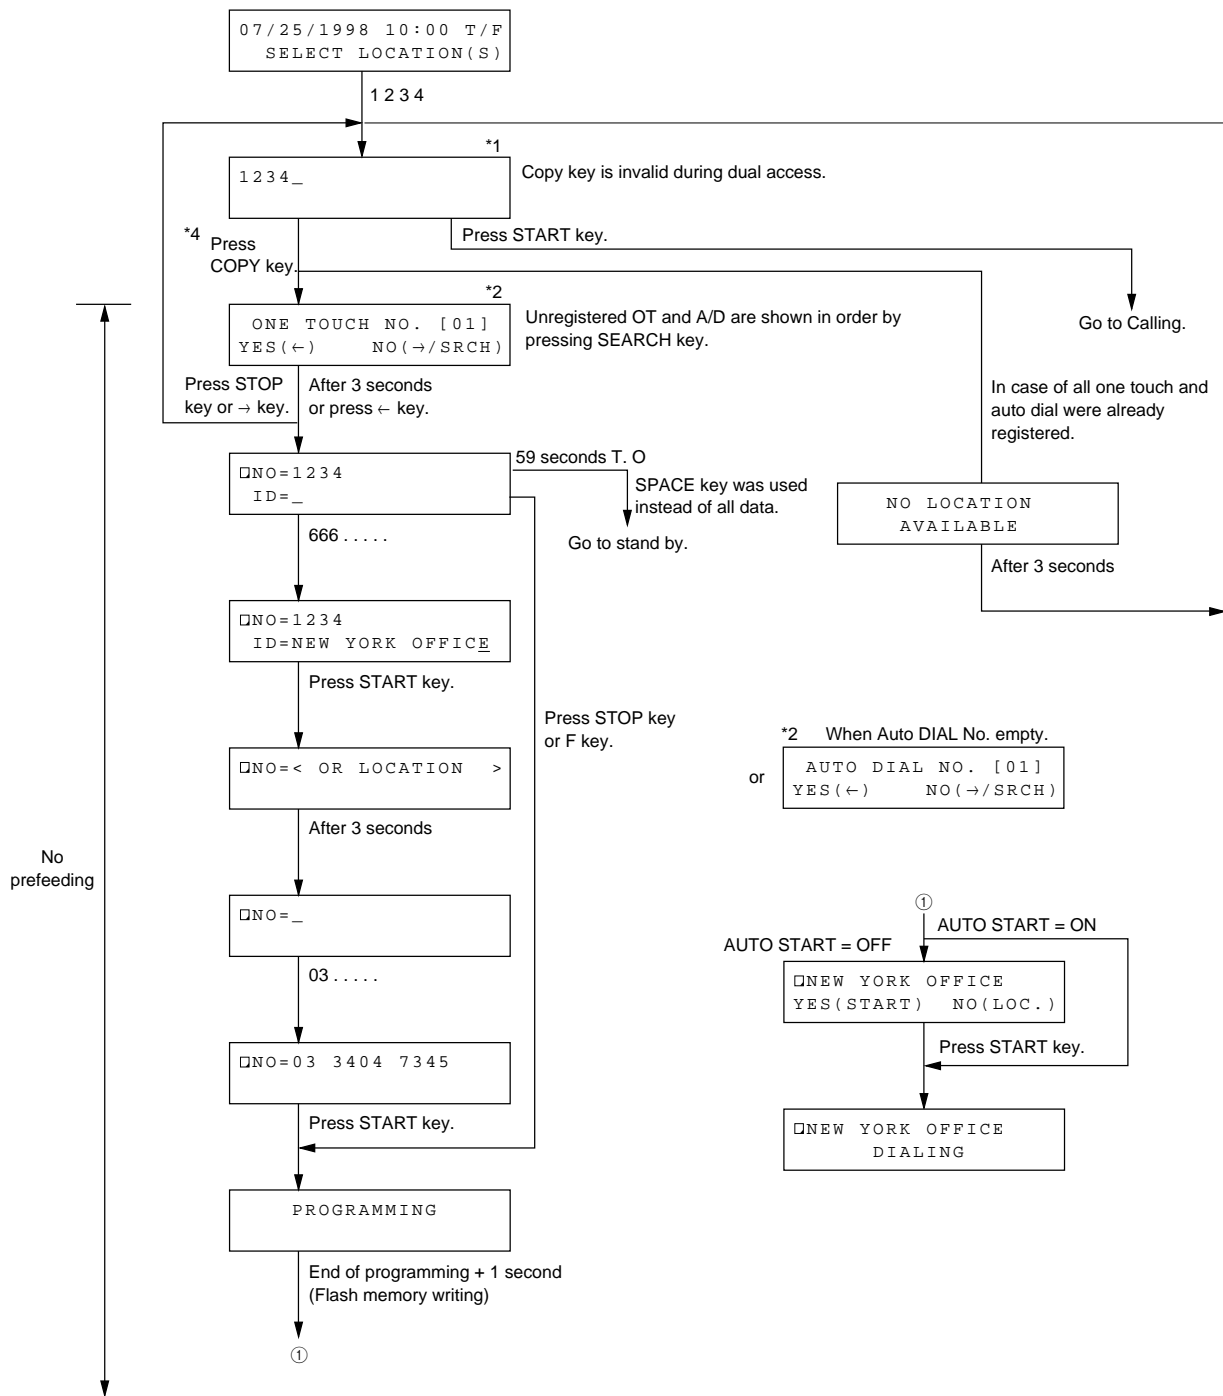 07/25/1998 10:00 T/F
SELECT LOCATION(S)
1 2 3 4
*1
1234_
Copy key is invalid during dual access.
*4
Press
COPY key.
Press START key.
*2
ONE TOUCH NO. [01]
YES(←) NO(→/SRCH)
Unregistered OT and A/D are shown in order by
pressing SEARCH key.
Go to Calling.
Press STOP
key or → key.
After 3 seconds
or press ← key.
In case of all one touch and
auto dial were already
registered.
❏NO=1234
ID=_
59 seconds T. O
SPACE key was used
instead of all data.
Go to stand by.
NO LOCATION
AVAILABLE
666 . . . . .
After 3 seconds
❏NO=1234
ID=NEW YORK OFFICE
Press START key.
Press STOP key
or F key.
*2 When Auto DIAL No. empty.
or
AUTO DIAL NO. [01]
YES(←) NO(→/SRCH)
❏NO=< OR LOCATION >
After 3 seconds
No
prefeeding
❏NO=_
03 . . . . .
❏NO=03 3404 7345
Press START key.
PROGRAMMING
End of programming + 1 second
(Flash memory writing)
①
①
AUTO START = ON
AUTO START = OFF
❏NEW YORK OFFICE
YES(START) NO(LOC.)
Press START key.
❏NEW YORK OFFICE
DIALING